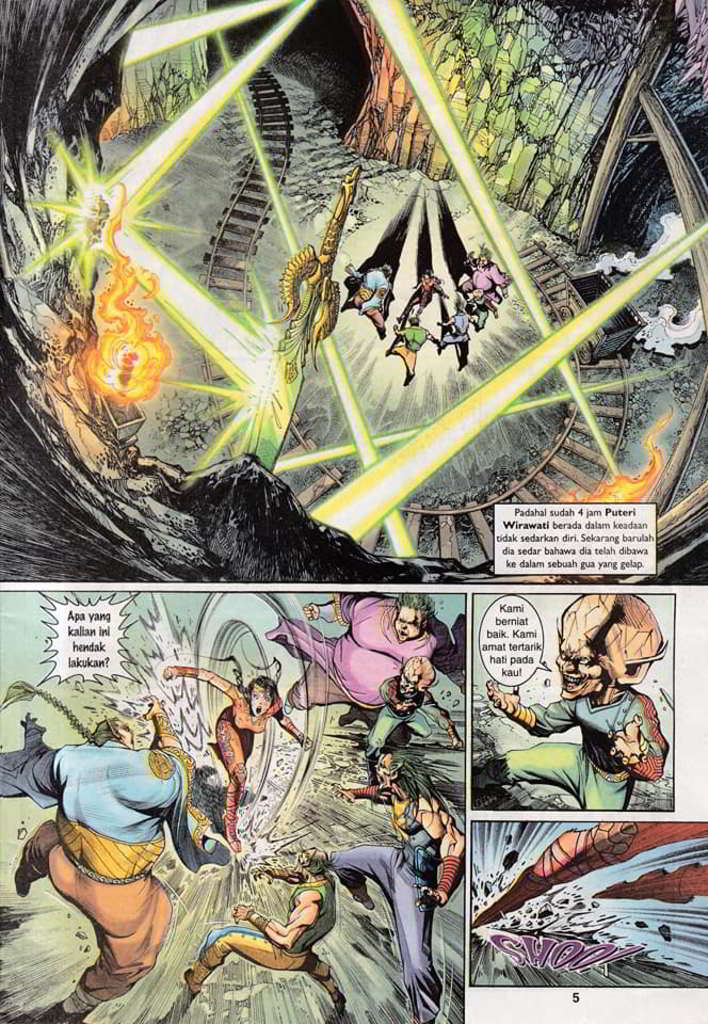 Padahal sudah 4 jam Puteri
Wirawati berada dalam keadaan
tidak sedarkan diri. Sekarang barulah
dia sedar bahawa dia telah dibawa
ke dalam sebuah gua yang gelap.
Apa yang
kalian ini
hendak
lakukan?
Kami
berniat
baik. Kami
amat tertarik
hati pada
kau!
SHOOP
5